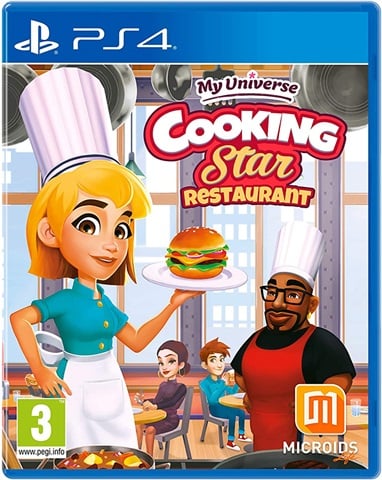 PS4
My Universe
COOKING
Star
RESTAURANT
3
www.pegi.info
MICROIDS